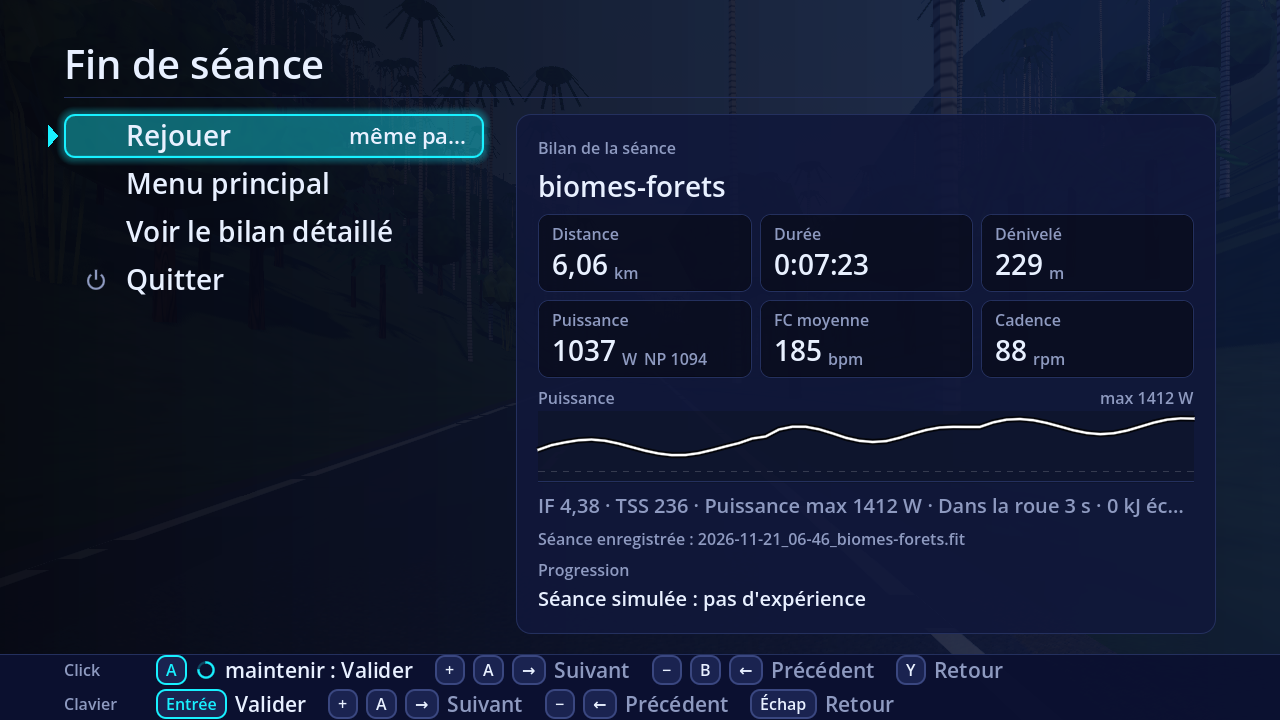 Fin de séance
Rejouer même pa...
Menu principal
Voir le bilan détaillé
Quitter
Bilan de la séance
biomes-forets
Distance
6,06 km
Durée
0:07:23
Dénivelé
229 m
Puissance
1037 W NP 1094
FC moyenne
185 bpm
Cadence
88 rpm
Puissance max 1412 W
IF 4,38 · TSS 236 · Puissance max 1412 W · Dans la roue 3 s · 0 kJ éc...
Séance enregistrée : 2026-11-21_06-46_biomes-forets.fit
Progression
Séance simulée : pas d'expérience
Click A maintenir : Valider + A → Suivant − B ← Précédent Y Retour
Clavier Entrée Valider + A → Suivant − ← Précédent Échap Retour